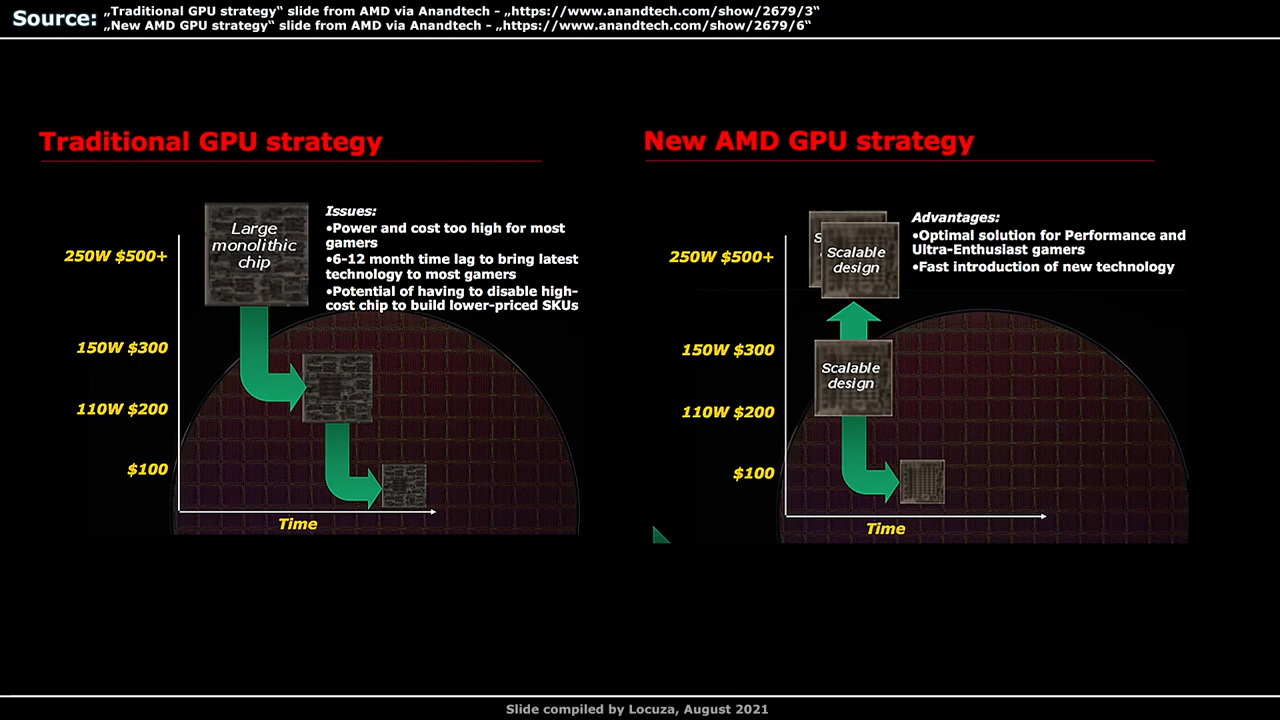 Source:
„Traditional GPU strategy“ slide from AMD via Anandtech - „https://www.anandtech.com/show/2679/3“
„New AMD GPU strategy“ slide from AMD via Anandtech - „https://www.anandtech.com/show/2679/6“
Traditional GPU strategy
250W $500+
150W $300
110W $200
$100
Large
monolithic
chip
Issues:
•Power and cost too high for most
gamers
•6-12 month time lag to bring latest
technology to most gamers
•Potential of having to disable high-
cost chip to build lower-priced SKUs
Time
New AMD GPU strategy
250W $500+
150W $300
110W $200
$100
Scalable
design
Scalable
design
Advantages:
•Optimal solution for Performance and
Ultra-Enthusiast gamers
•Fast introduction of new technology
Time
Slide compiled by Locuza, August 2021